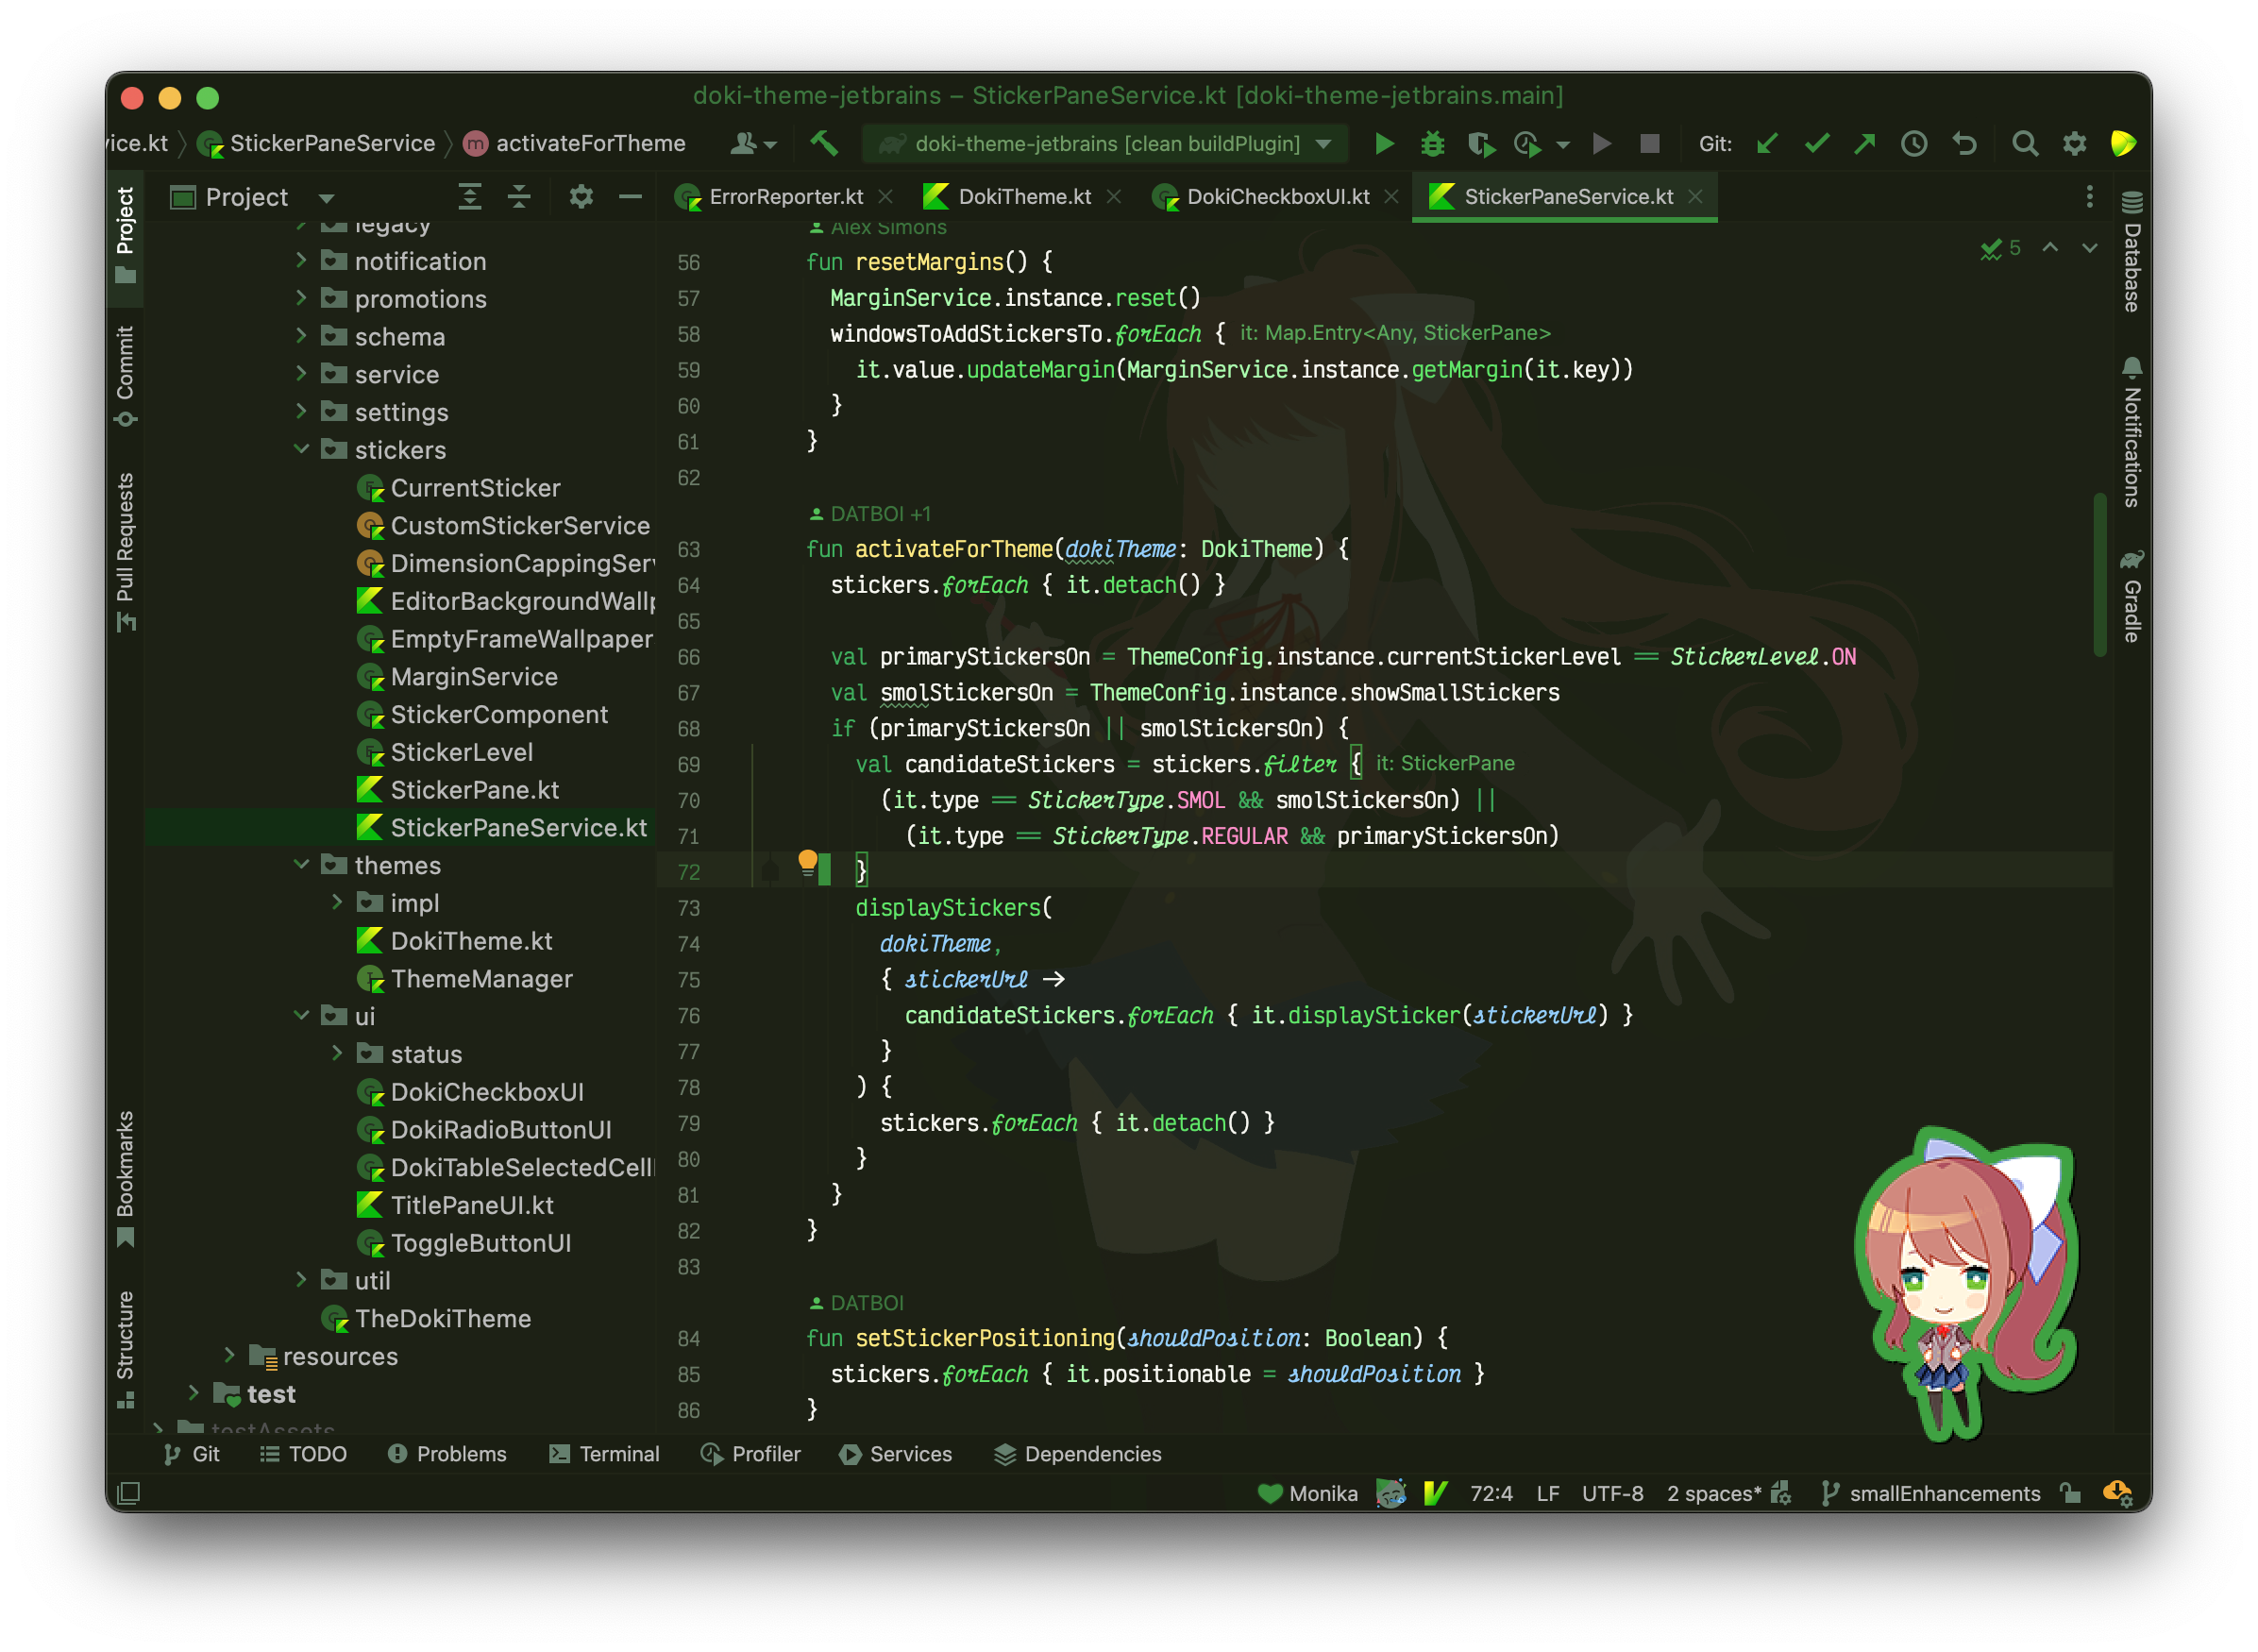 doki-theme-jetbrains – StickerPaneService.kt [doki-theme-jetbrains.main]
vice.kt StickerPaneService activateForTheme doki-theme-jetbrains [clean buildPlugin] Git:
Project
ErrorReporter.kt DokiTheme.kt DokiCheckboxUI.kt StickerPaneService.kt
Project
Commit
Pull Requests
Bookmarks
Structure
legacy
notification
promotions
schema
service
settings
stickers
CurrentSticker
CustomStickerService
DimensionCappingServ
EditorBackgroundWallp
EmptyFrameWallpaper
MarginService
StickerComponent
StickerLevel
StickerPane.kt
StickerPaneService.kt
themes
impl
DokiTheme.kt
ThemeManager
ui
status
DokiCheckboxUI
DokiRadioButtonUI
DokiTableSelectedCell
TitlePaneUI.kt
ToggleButtonUI
util
TheDokiTheme
resources
test
testAssets
Alex Simons
5
56 fun resetMargins() {
57 MarginService.instance.reset()
58 windowsToAddStickersTo.forEach { it: Map.Entry<Any, StickerPane>
59 it.value.updateMargin(MarginService.instance.getMargin(it.key))
60 }
61 }
62
DATBOI +1
63 fun activateForTheme(dokiTheme: DokiTheme) {
64 stickers.forEach { it.detach() }
65
66 val primaryStickersOn = ThemeConfig.instance.currentStickerLevel == StickerLevel.ON
67 val smolStickersOn = ThemeConfig.instance.showSmallStickers
68 if (primaryStickersOn || smolStickersOn) {
69 val candidateStickers = stickers.filter { it: StickerPane
70 (it.type == StickerType.SMOL && smolStickersOn) ||
71 (it.type == StickerType.REGULAR && primaryStickersOn)
72 }
73 displayStickers(
74 dokiTheme,
75 { stickerUrl →
76 candidateStickers.forEach { it.displaySticker(stickerUrl) }
77 }
78 ) {
79 stickers.forEach { it.detach() }
80 }
81 }
82 }
83
DATBOI
84 fun setStickerPositioning(shouldPosition: Boolean) {
85 stickers.forEach { it.positionable = shouldPosition }
86 }
Database
Notifications
Gradle
Git TODO Problems Terminal Profiler Services Dependencies
Monika 72:4 LF UTF-8 2 spaces* smallEnhancements